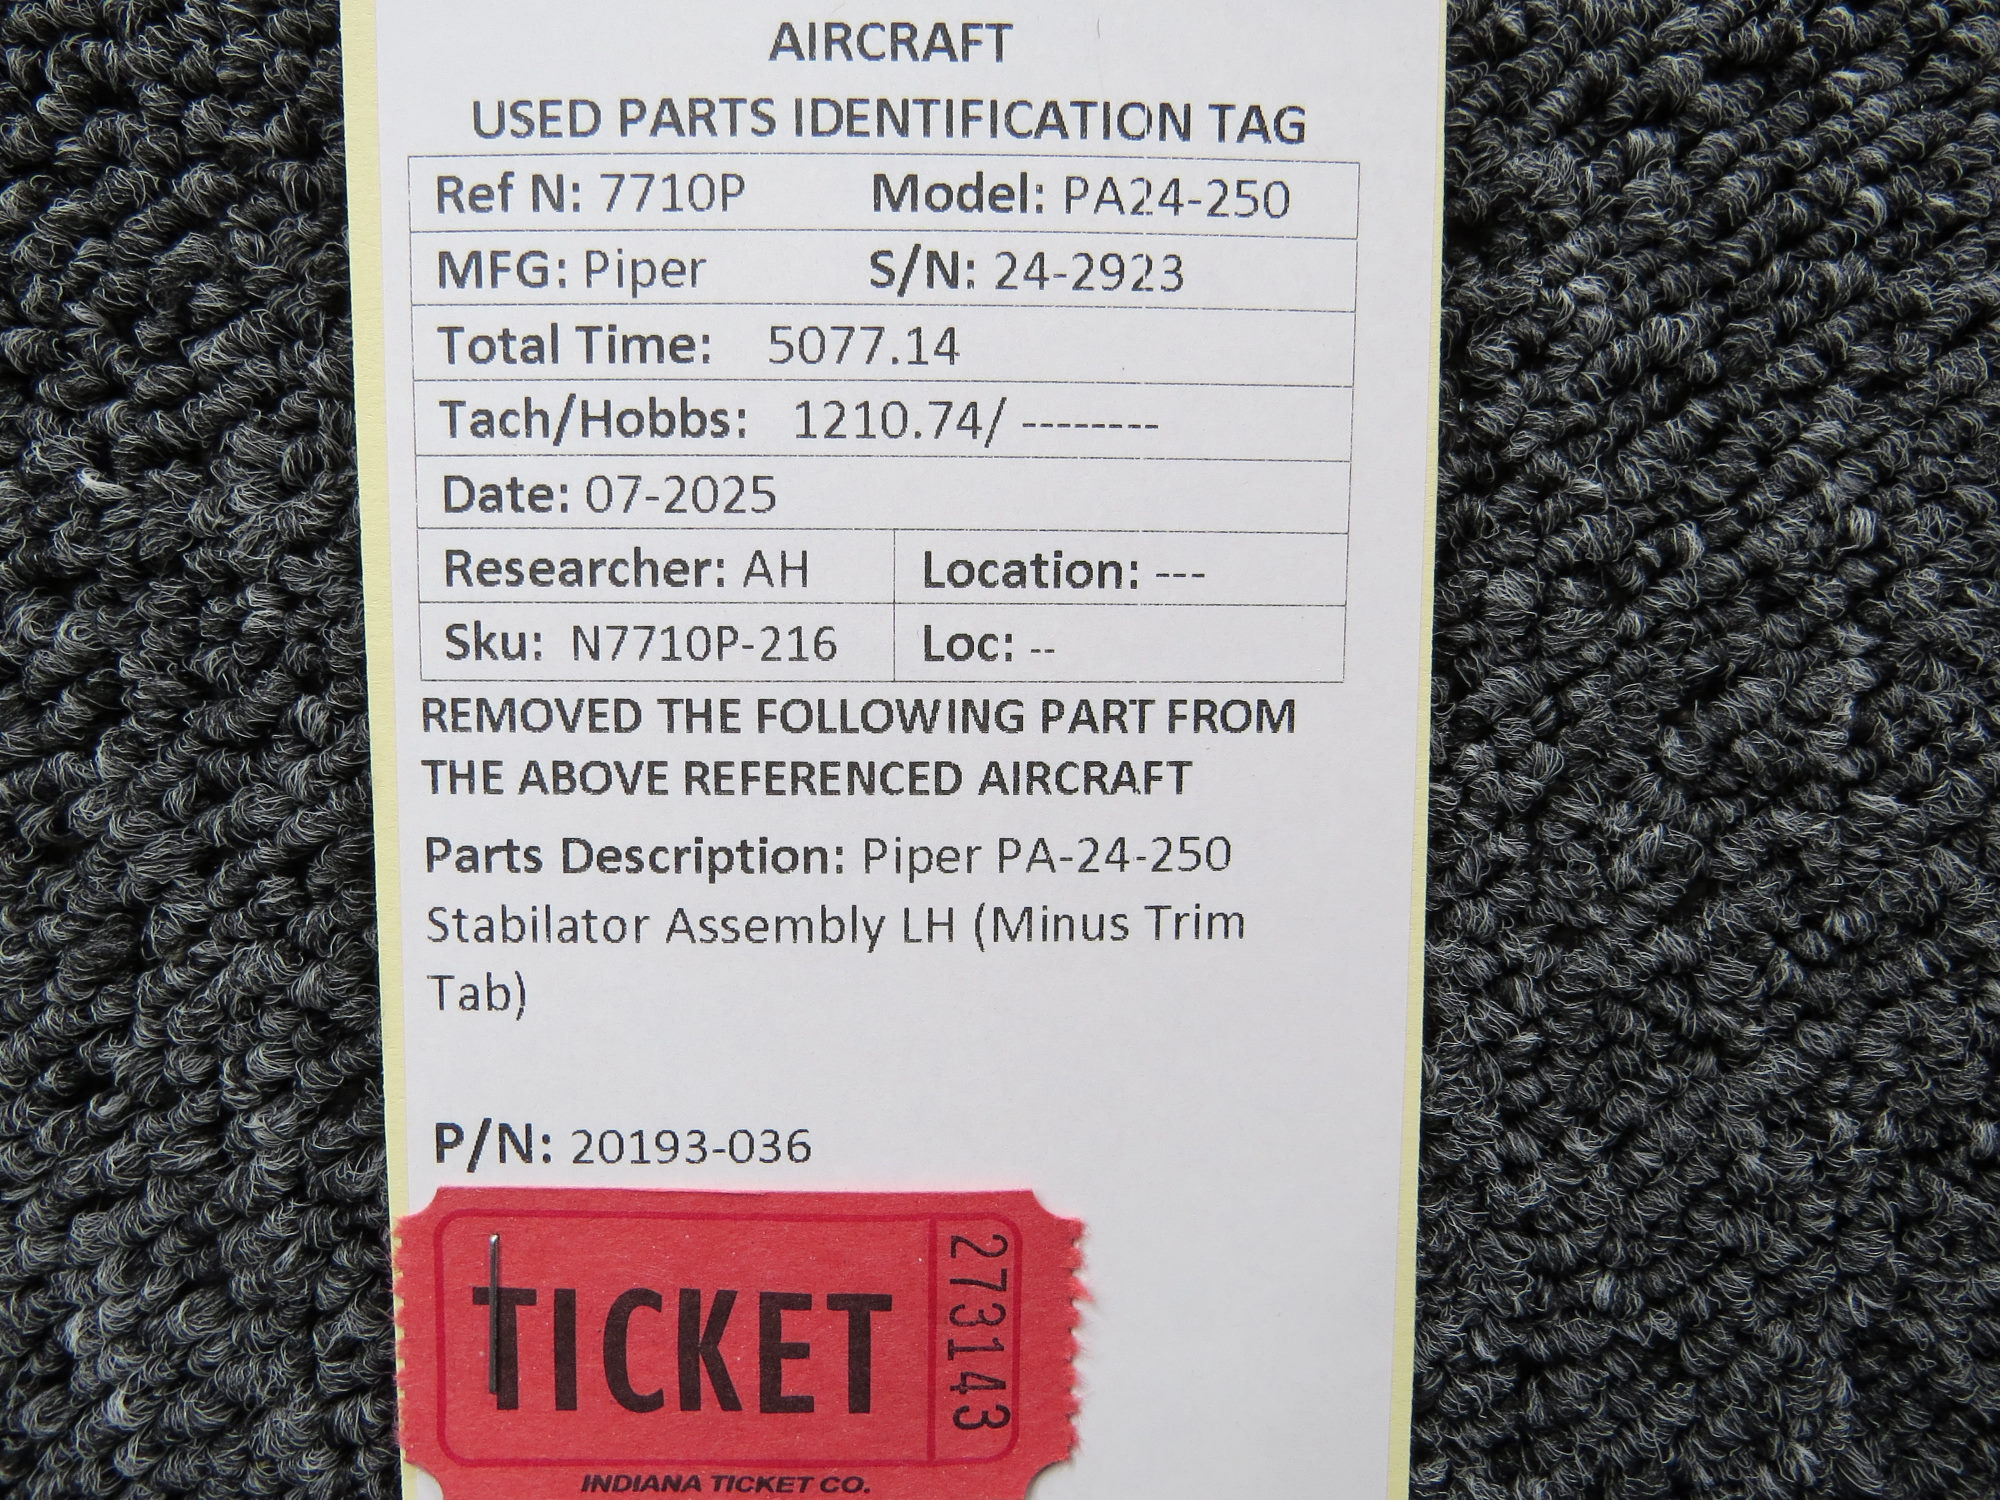 AIRCRAFT
USED PARTS IDENTIFICATION TAG
Ref N: 7710P Model: PA24-250
MFG: Piper S/N: 24-2923
Total Time: 5077.14
Tach/Hobbs: 1210.74/ --------
Date: 07-2025
Researcher: AH Location: ---
Sku: N7710P-216 Loc: --
REMOVED THE FOLLOWING PART FROM
THE ABOVE REFERENCED AIRCRAFT
Parts Description: Piper PA-24-250
Stabilator Assembly LH (Minus Trim
Tab)
P/N: 20193-036
TICKET
273143
INDIANA TICKET CO.